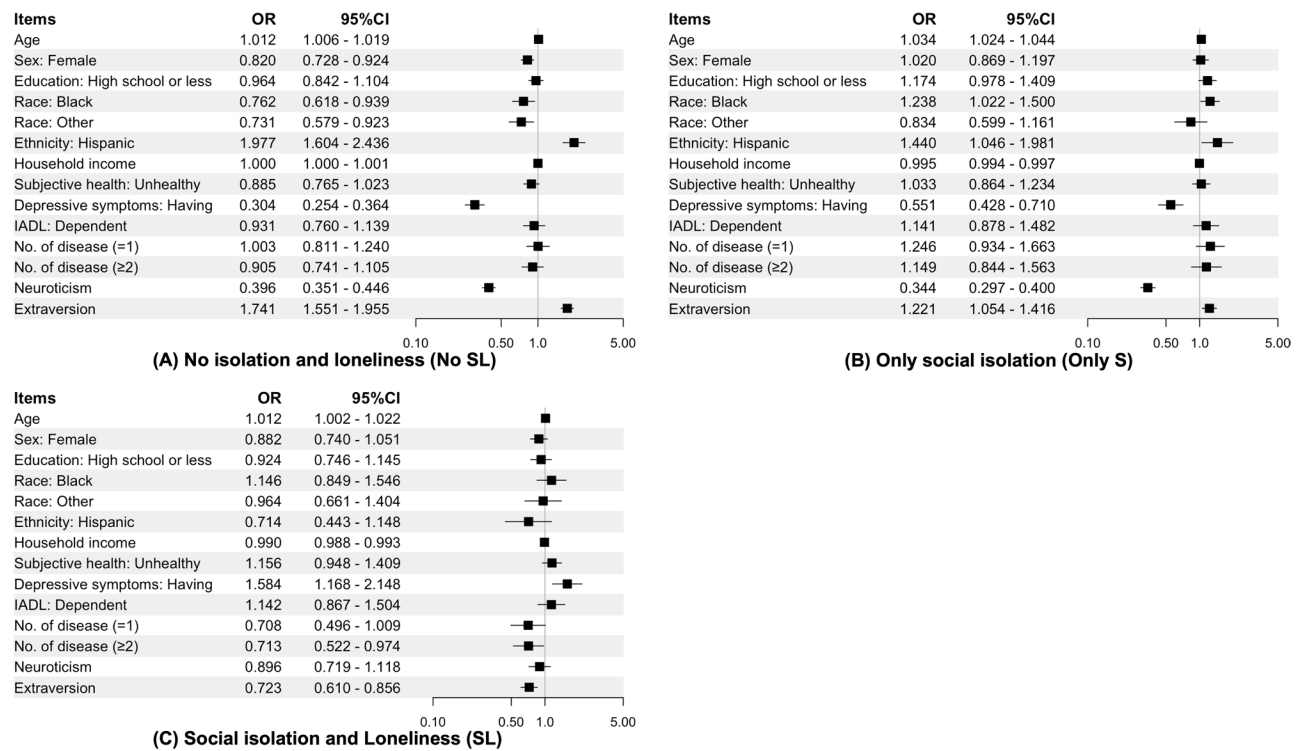 Items OR 95%CI
Age 1.012 1.006 - 1.019
Sex: Female 0.820 0.728 - 0.924
Education: High school or less 0.964 0.842 - 1.104
Race: Black 0.762 0.618 - 0.939
Race: Other 0.731 0.579 - 0.923
Ethnicity: Hispanic 1.977 1.604 - 2.436
Household income 1.000 1.000 - 1.001
Subjective health: Unhealthy 0.885 0.765 - 1.023
Depressive symptoms: Having 0.304 0.254 - 0.364
IADL: Dependent 0.931 0.760 - 1.139
No. of disease (=1) 1.003 0.811 - 1.240
No. of disease (≥2) 0.905 0.741 - 1.105
Neuroticism 0.396 0.351 - 0.446
Extraversion 1.741 1.551 - 1.955
0.10 0.50 1.0 5.00
(A) No isolation and loneliness (No SL)
Items OR 95%CI
Age 1.034 1.024 - 1.044
Sex: Female 1.020 0.869 - 1.197
Education: High school or less 1.174 0.978 - 1.409
Race: Black 1.238 1.022 - 1.500
Race: Other 0.834 0.599 - 1.161
Ethnicity: Hispanic 1.440 1.046 - 1.981
Household income 0.995 0.994 - 0.997
Subjective health: Unhealthy 1.033 0.864 - 1.234
Depressive symptoms: Having 0.551 0.428 - 0.710
IADL: Dependent 1.141 0.878 - 1.482
No. of disease (=1) 1.246 0.934 - 1.663
No. of disease (≥2) 1.149 0.844 - 1.563
Neuroticism 0.344 0.297 - 0.400
Extraversion 1.221 1.054 - 1.416
0.10 0.50 1.0 5.00
(B) Only social isolation (Only S)
Items OR 95%CI
Age 1.012 1.002 - 1.022
Sex: Female 0.882 0.740 - 1.051
Education: High school or less 0.924 0.746 - 1.145
Race: Black 1.146 0.849 - 1.546
Race: Other 0.964 0.661 - 1.404
Ethnicity: Hispanic 0.714 0.443 - 1.148
Household income 0.990 0.988 - 0.993
Subjective health: Unhealthy 1.156 0.948 - 1.409
Depressive symptoms: Having 1.584 1.168 - 2.148
IADL: Dependent 1.142 0.867 - 1.504
No. of disease (=1) 0.708 0.496 - 1.009
No. of disease (≥2) 0.713 0.522 - 0.974
Neuroticism 0.896 0.719 - 1.118
Extraversion 0.723 0.610 - 0.856
0.10 0.50 1.0 5.00
(C) Social isolation and Loneliness (SL)